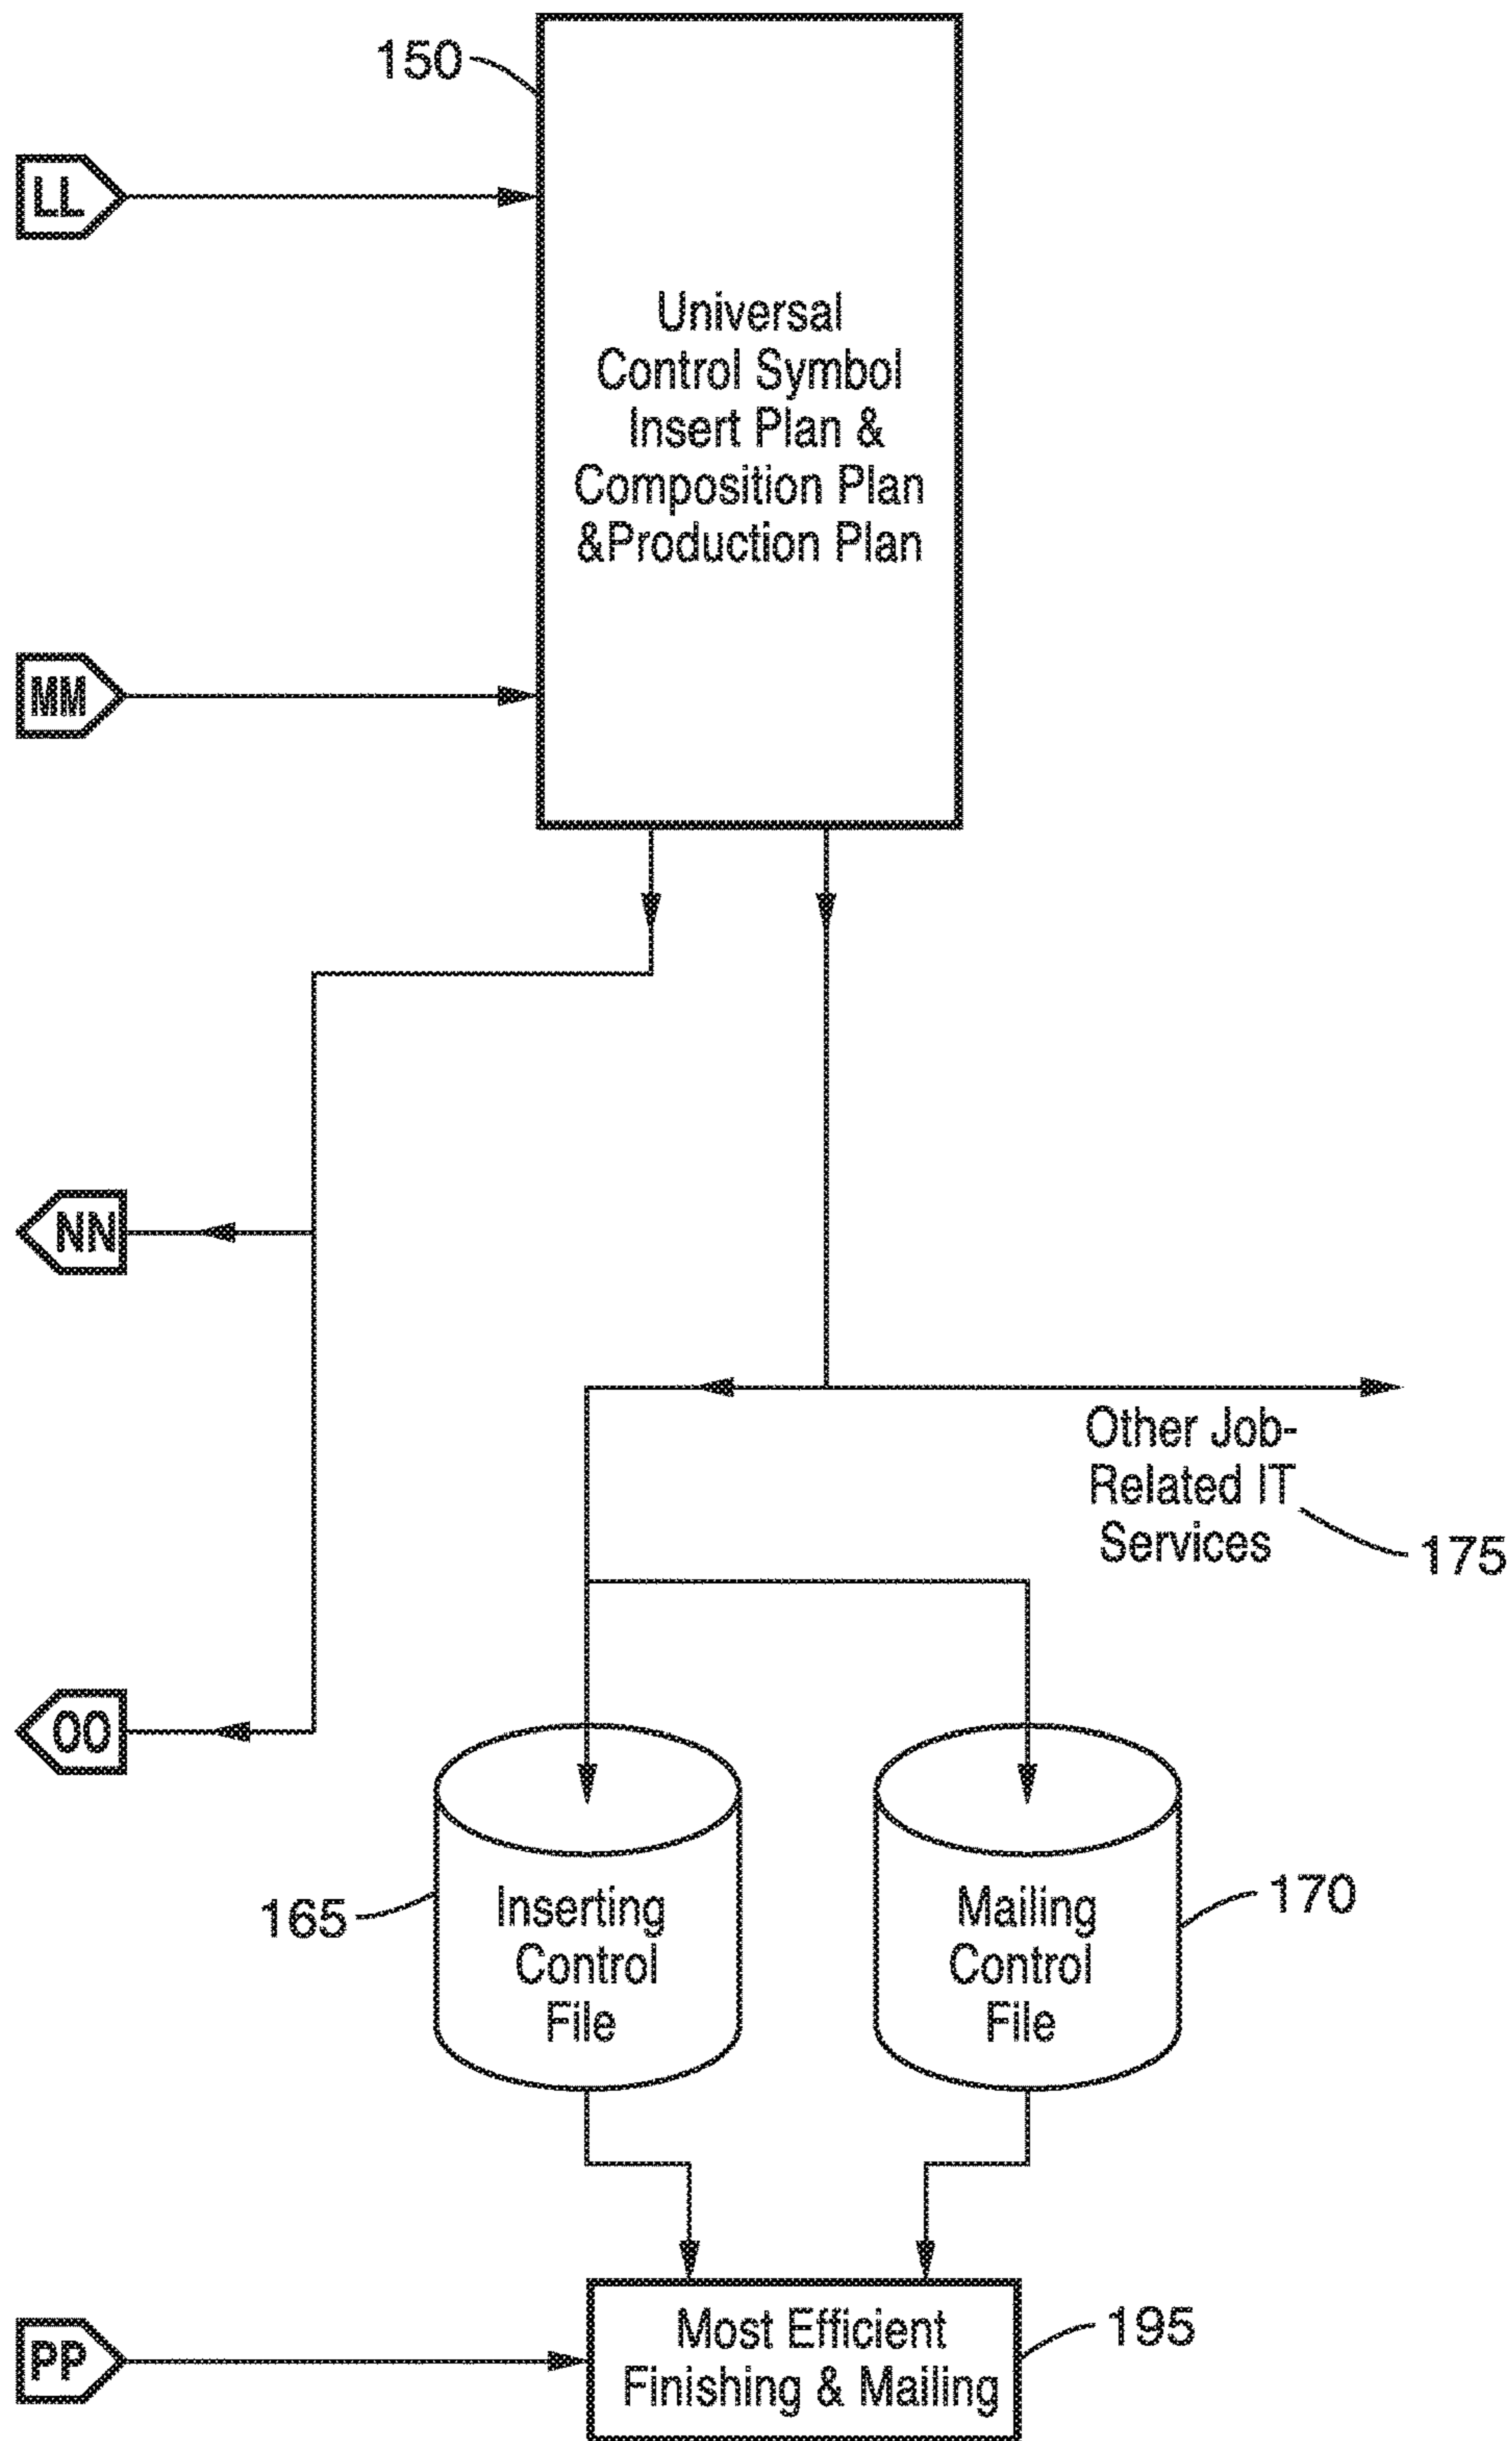 150
LL
Universal
Control Symbol
Insert Plan &
Composition Plan
&Production Plan
MM
NN
Other Job-
Related IT
Services
175
OO
165
Inserting
Control
File
Mailing
Control
File
170
PP
Most Efficient
Finishing & Mailing
195